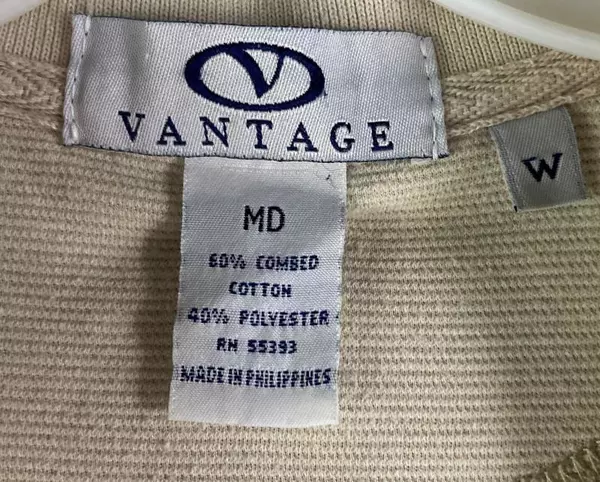 V
VANTAGE
W
MD
60% COMBED
COTTON
40% POLYESTER
RN 55393
MADE IN PHILIPPINES